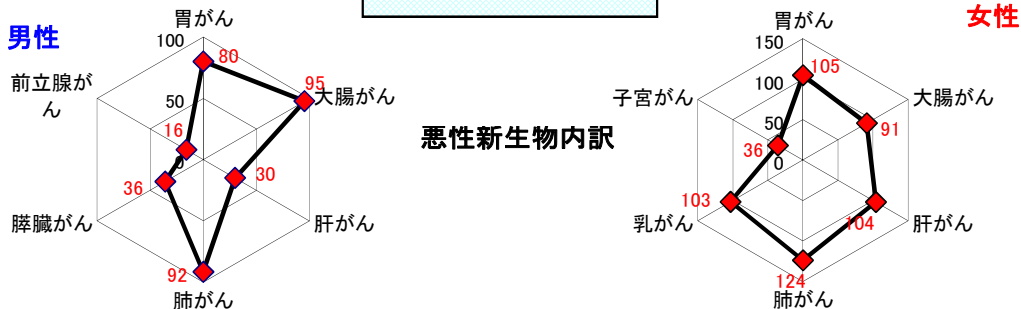 男性
胃がん
100
80
95
大腸がん
前立腺が
ん
50
16
0
36
30
膵臓がん
肝がん
92
肺がん
悪性新生物内訳
女性
胃がん
150
105
100
大腸がん
子宮がん
50
91
36
0
103
乳がん
104
肝がん
124
肺がん